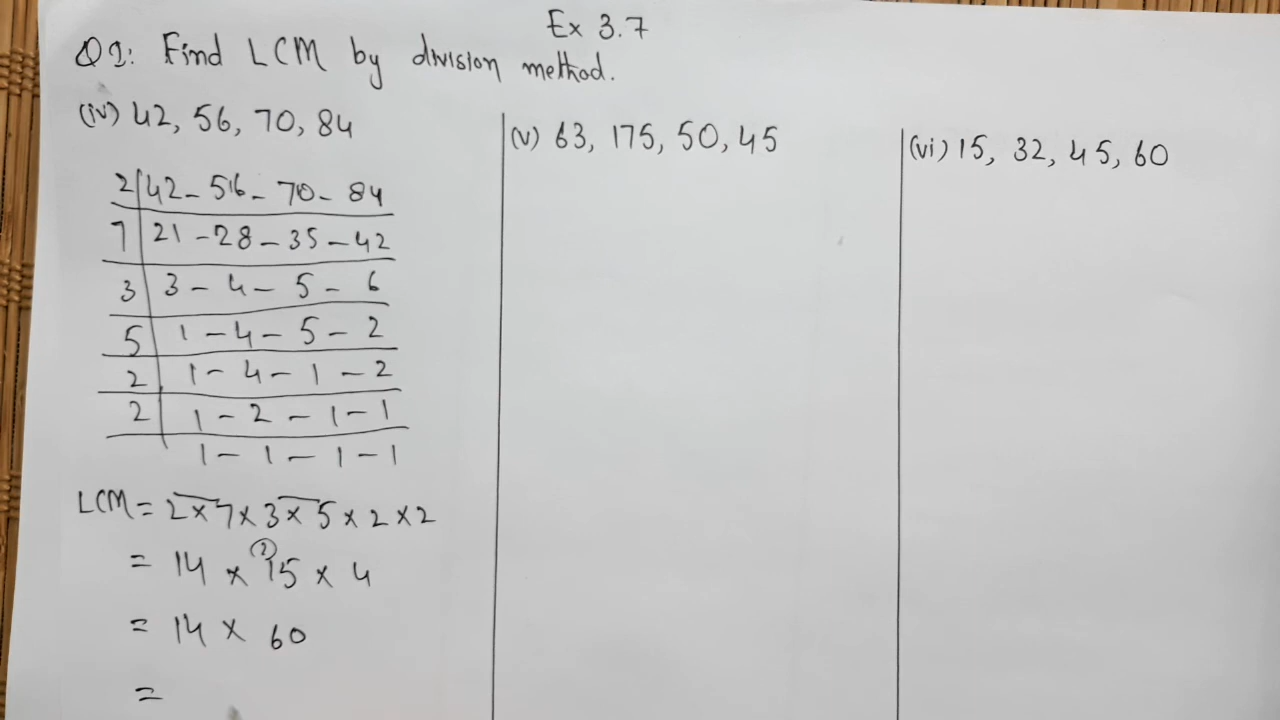 Ex 3.7
Q1: Find LCM by division method.
(iv) 42, 56, 70, 84
2 | 42 - 56 - 70 - 84
7 | 21 - 28 - 35 - 42
3 | 3 - 4 - 5 - 6
5 | 1 - 4 - 5 - 2
2 | 1 - 4 - 1 - 2
2 | 1 - 2 - 1 - 1
1 - 1 - 1 - 1
LCM = 2 x 7 x 3 x 5 x 2 x 2
= 14 x 15 x 4
(2)
= 14 x 60
=
(v) 63, 175, 50, 45
(vi) 15, 32, 45, 60